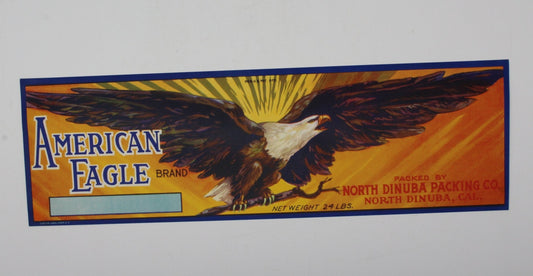 AMERICAN
EAGLE
BRAND
NET WEIGHT 24 LBS.
PACKED BY
NORTH DINUBA PACKING CO.
NORTH DINUBA, CAL.